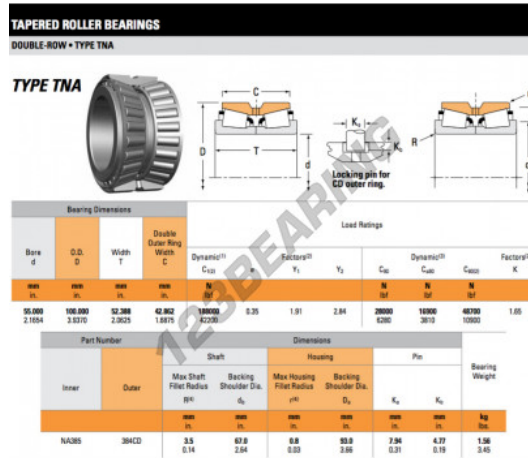 TAPERED ROLLER BEARINGS
DOUBLE-ROW • TYPE TNA
TYPE TNA
C
D
T
d
Kₑ
R
Locking pin for
CD outer ring.
123BEARING
Bearing Dimensions
Load Ratings
Bore
d
O.D.
D
Width
T
Double
Outer Ring
Width
C
Dynamic(1)
C1(2)
e
Factors(2)
Y1
Y2
Dynamic(3)
C90
Ca90
C90(2)
Factors(2
K
mm mm mm mm N N N N
in. in. in. in. lbf lbf lbf lbf
55.000 100.000 52.388 42.862 188000 0.35 1.91 2.84 28000 16900 48700 1.65
2.1654 3.9370 2.0625 1.6875 42200 6280 3810 10900
Part Number
Dimensions
Shaft
Housing
Pin
Bearing
Weight
Inner
Outer
Max Shaft
Fillet Radius
R(4)
Backing
Shoulder Dia.
Max Housing
Fillet Radius
r(4)
Backing
Shoulder Dia.
mm mm mm mm mm mm kg
in. in. in. in. in. in. lbs.
NA385 384CD 3.5 67.0 0.8 93.0 7.94 4.77 1.56
0.14 2.64 0.03 3.66 0.31 0.19 3.45